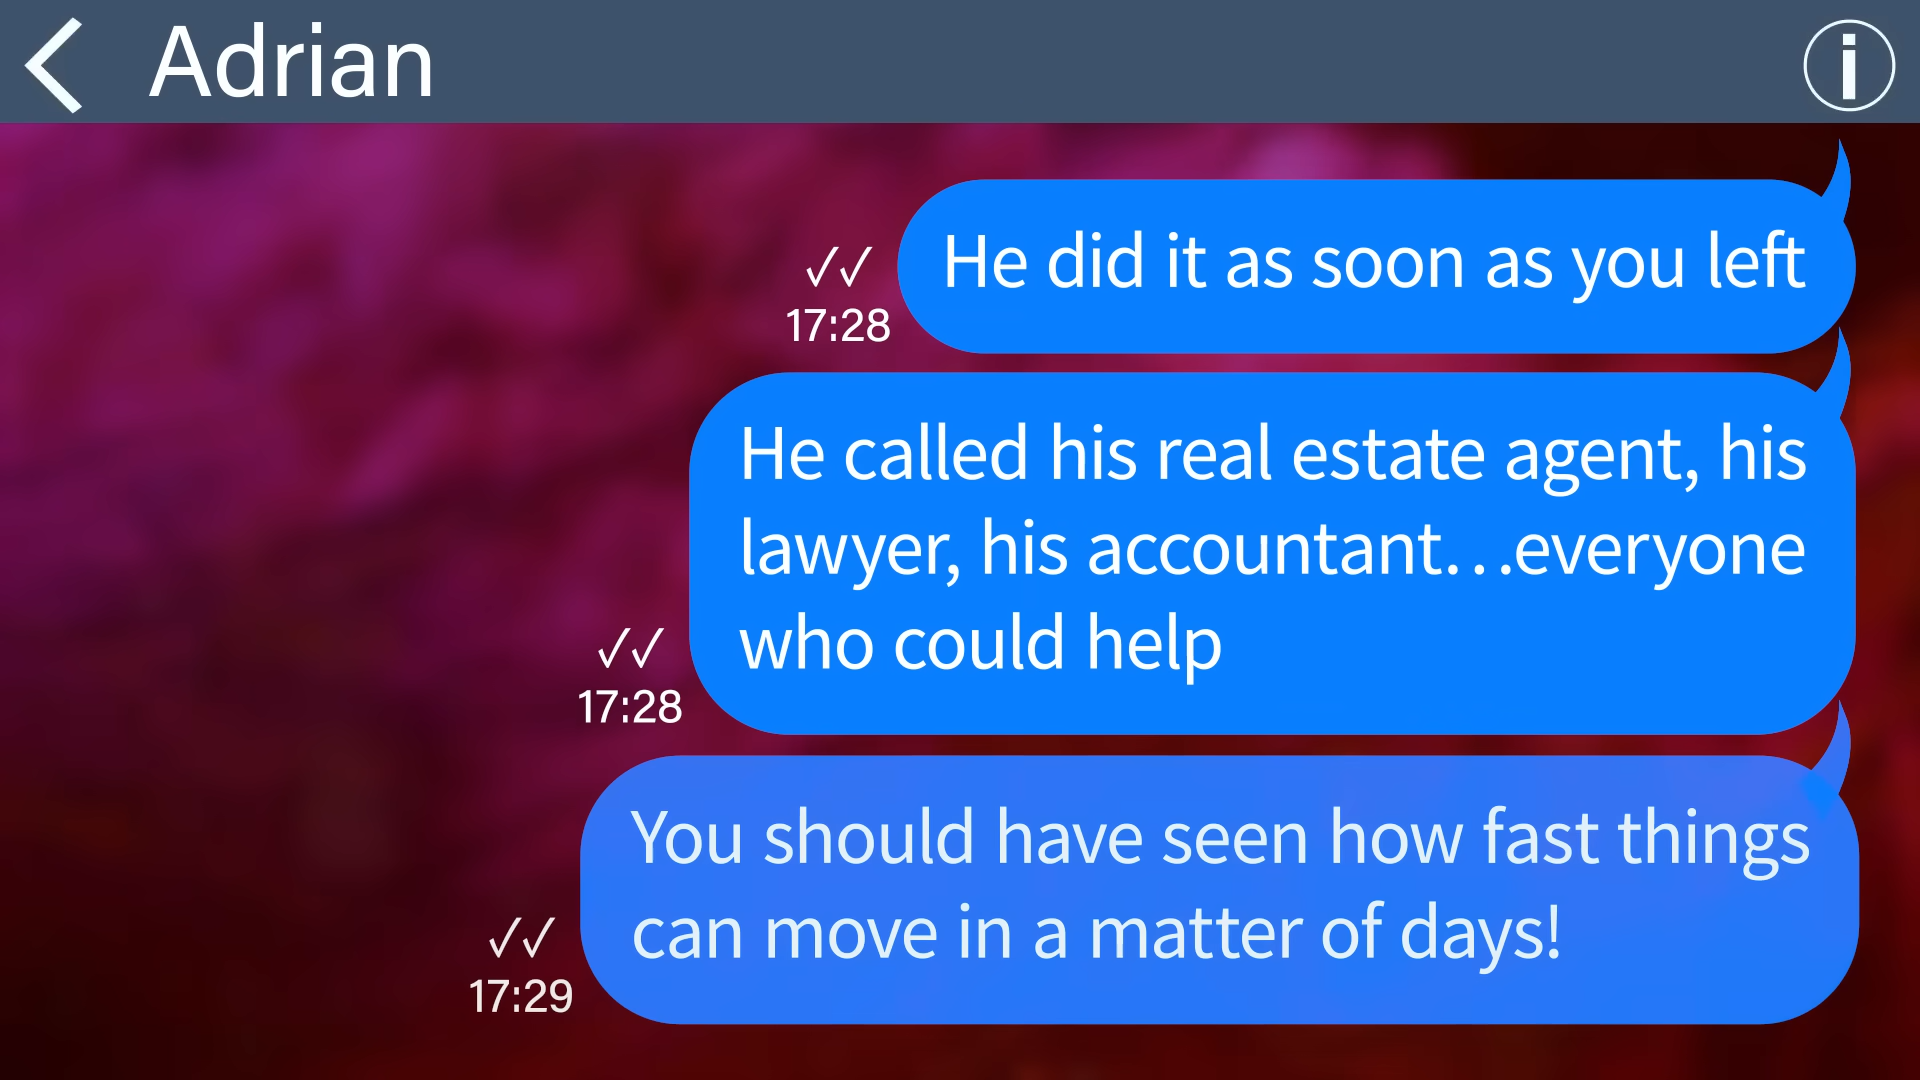 Adrian
He did it as soon as you left
✓✓
17:28
He called his real estate agent, his
lawyer, his accountant...everyone
who could help
✓✓
17:28
You should have seen how fast things
can move in a matter of days!
✓✓
17:29